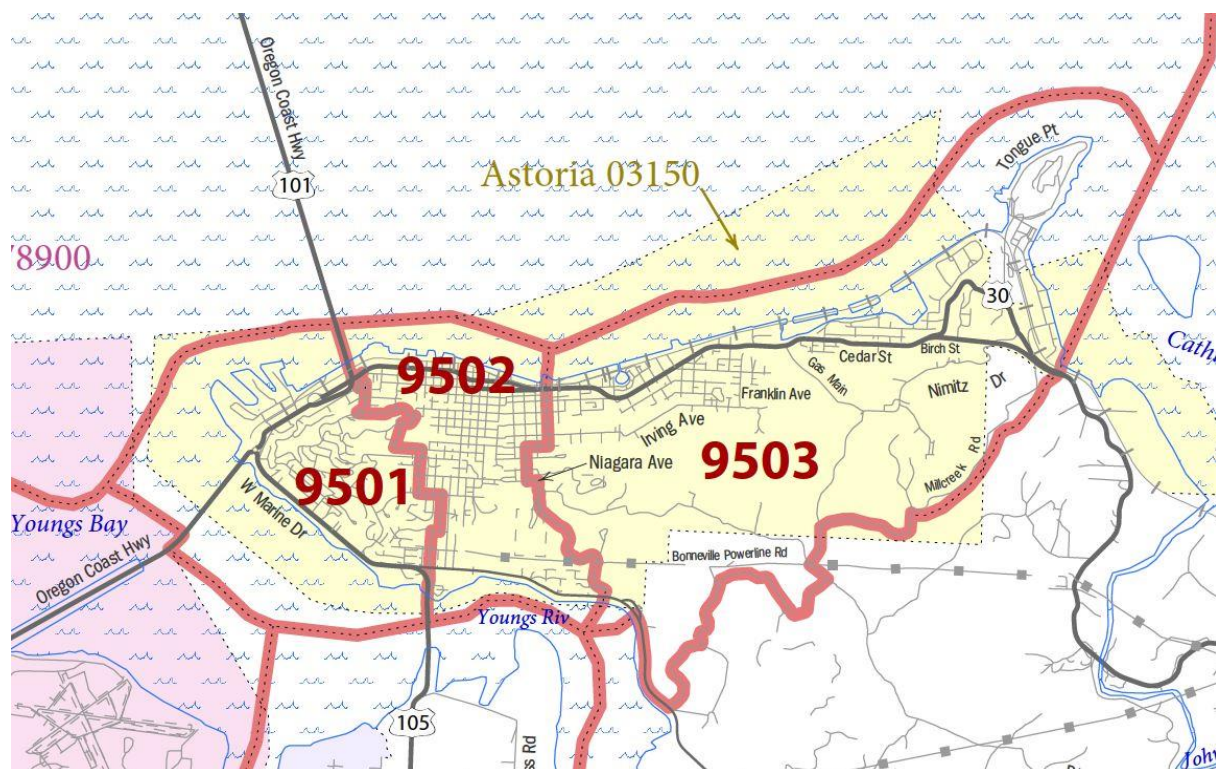 Oregon Coast Hwy
101
Tongue Pt
Astoria 03150
78900
30
Cedar St
Birch St
9502
Gas Main
Franklin Ave
Nimitz
Dr
Irving Ave
Niagara Ave
9503
9501
Millcreek Rd
W Marine Dr
Youngs Bay
Oregon Coast Hwy
Bonneville Powerline Rd
Youngs Riv
105
Rd